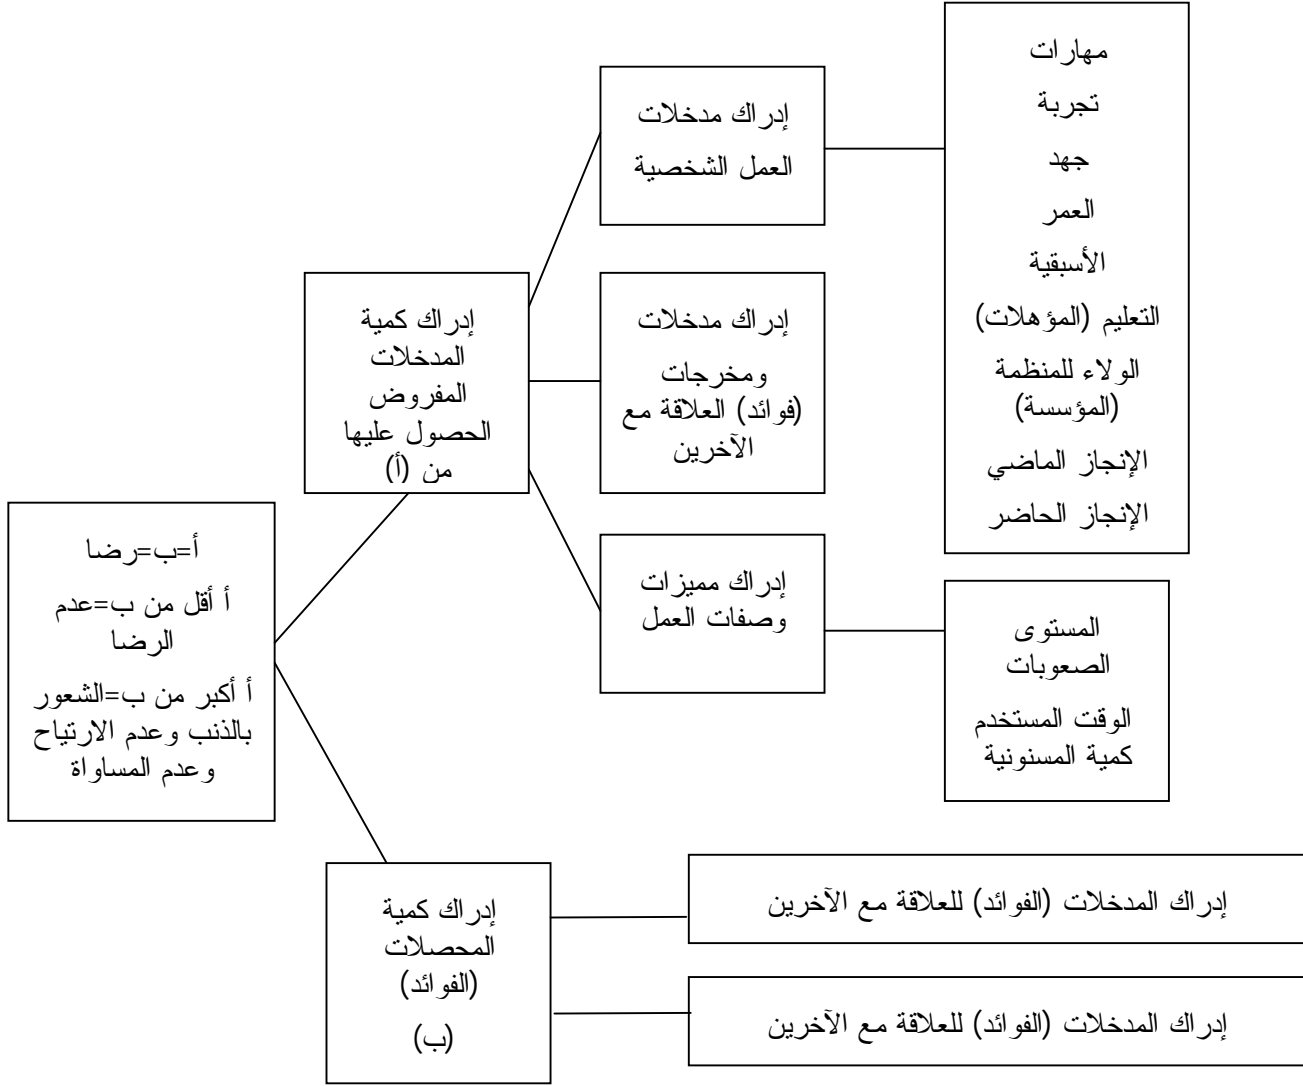 مهارات
تجربة
جهد
العمر
الأسبقية
التعليم (المؤهلات)
الولاء للمنظمة
(المؤسسة)
الإنجاز الماضي
الإنجاز الحاضر
إدراك مدخلات
العمل الشخصية
إدراك مدخلات
ومخرجات
(فوائد) العلاقة مع
الآخرين
إدراك مميزات
وصفات العمل
المستوى
الصعوبات
الوقت المستخدم
كمية المسنونية
إدراك كمية
المدخلات
المفروض
الحصول عليها
من (أ)
أ=ب=رضا
أ أقل من ب=عدم
الرضا
أ أكبر من ب=الشعور
بالذنب وعدم الارتياح
وعدم المساواة
إدراك كمية
المحصلات
(الفوائد)
(ب)
إدراك المدخلات (الفوائد) للعلاقة مع الآخرين
إدراك المدخلات (الفوائد) للعلاقة مع الآخرين